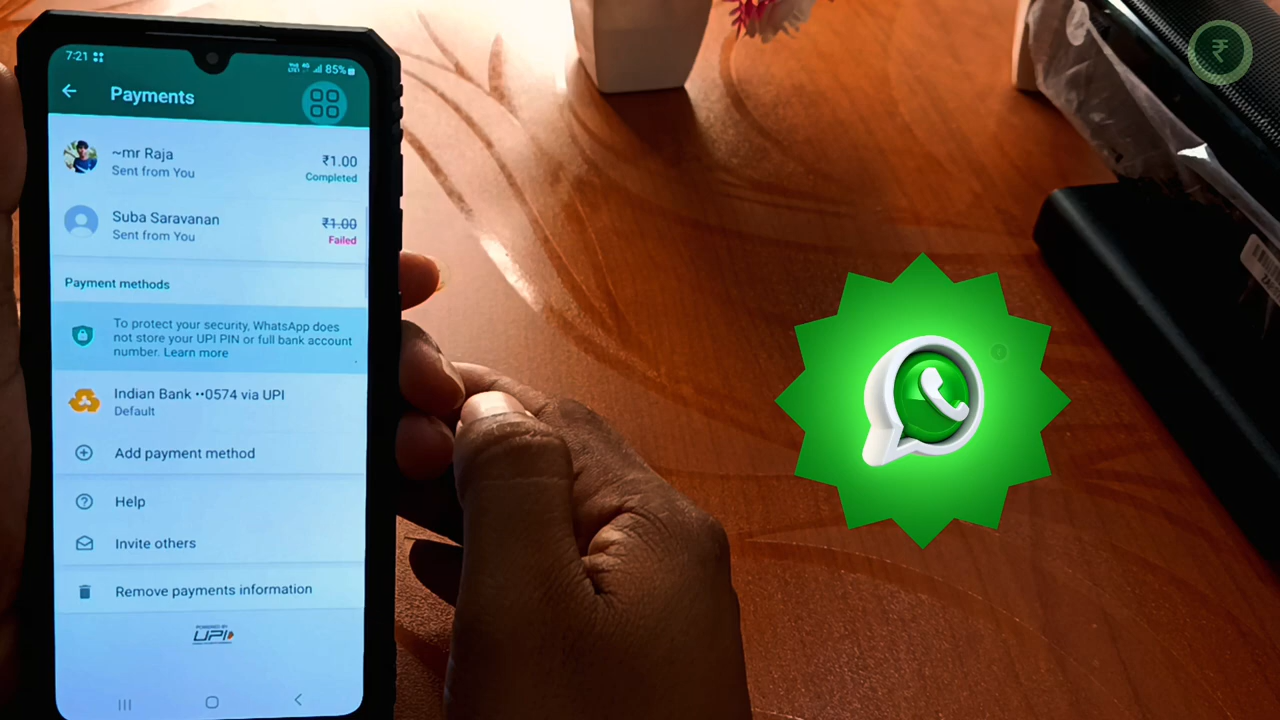 7:21
85%
Payments
~mr Raja
₹1.00
Sent from You
Completed
Suba Saravanan
₹1.00
Sent from You
Failed
Payment methods
To protect your security, WhatsApp does
not store your UPI PIN or full bank account
number. Learn more
Indian Bank ••0574 via UPI
Default
Add payment method
Help
Invite others
Remove payments information
POWERED BY
UPI
₹